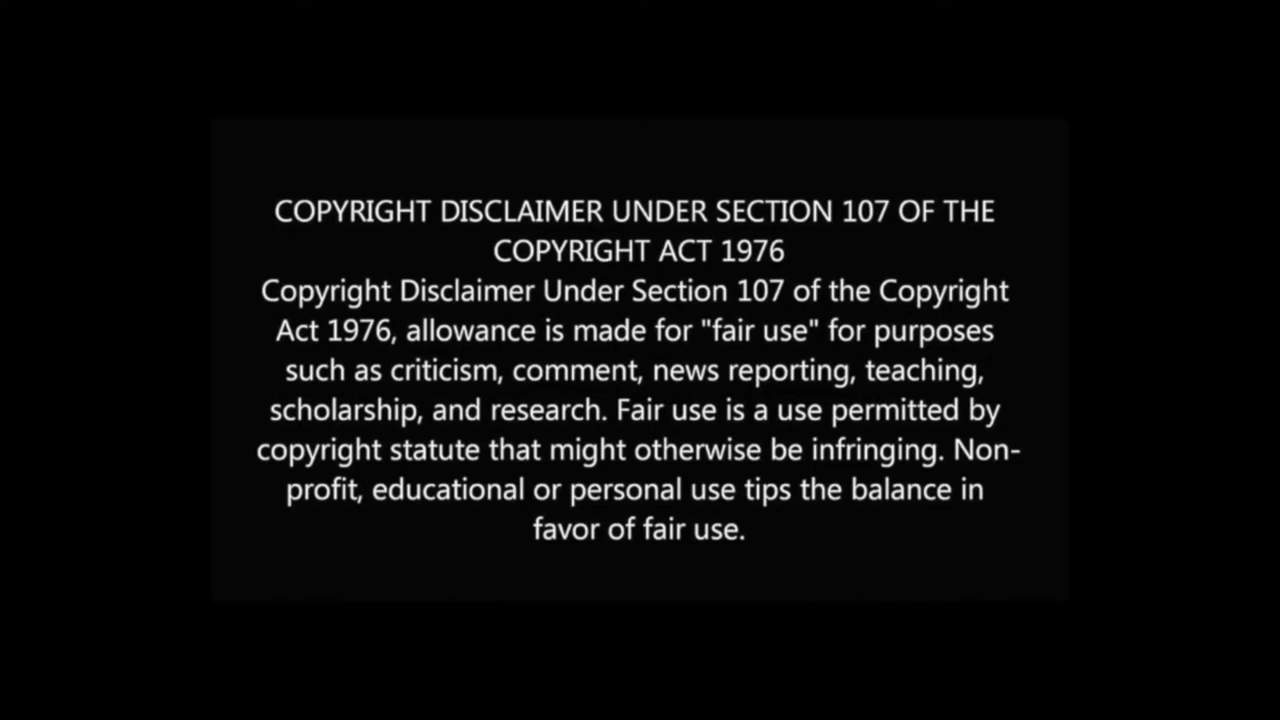 COPYRIGHT DISCLAIMER UNDER SECTION 107 OF THE
COPYRIGHT ACT 1976
Copyright Disclaimer Under Section 107 of the Copyright
Act 1976, allowance is made for "fair use" for purposes
such as criticism, comment, news reporting, teaching,
scholarship, and research. Fair use is a use permitted by
copyright statute that might otherwise be infringing. Non-
profit, educational or personal use tips the balance in
favor of fair use.